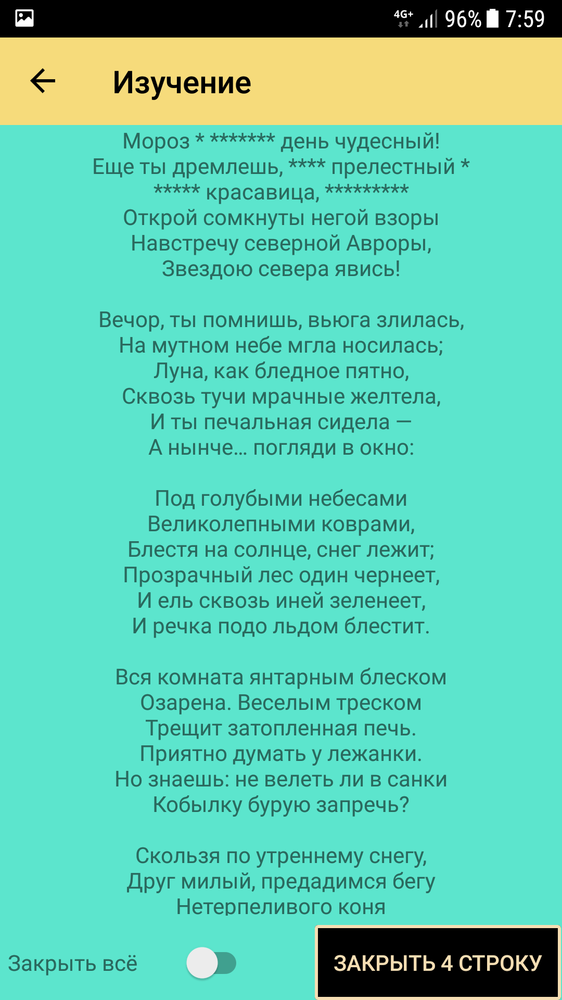 4G+ 96% 7:59
Изучение
Мороз * ******* день чудесный!
Еще ты дремлешь, **** прелестный *
***** красавица, *********
Открой сомкнуты негой взоры
Навстречу северной Авроры,
Звездою севера явись!
Вечор, ты помнишь, вьюга злилась,
На мутном небе мгла носилась;
Луна, как бледное пятно,
Сквозь тучи мрачные желтела,
И ты печальная сидела —
А нынче... погляди в окно:
Под голубыми небесами
Великолепными коврами,
Блестя на солнце, снег лежит;
Прозрачный лес один чернеет,
И ель сквозь иней зеленеет,
И речка подо льдом блестит.
Вся комната янтарным блеском
Озарена. Веселым треском
Трещит затопленная печь.
Приятно думать у лежанки.
Но знаешь: не велеть ли в санки
Кобылку бурую запречь?
Скользя по утреннему снегу,
Друг милый, предадимся бегу
Нетерпеливого коня
Закрыть всё
ЗАКРЫТЬ 4 СТРОКУ